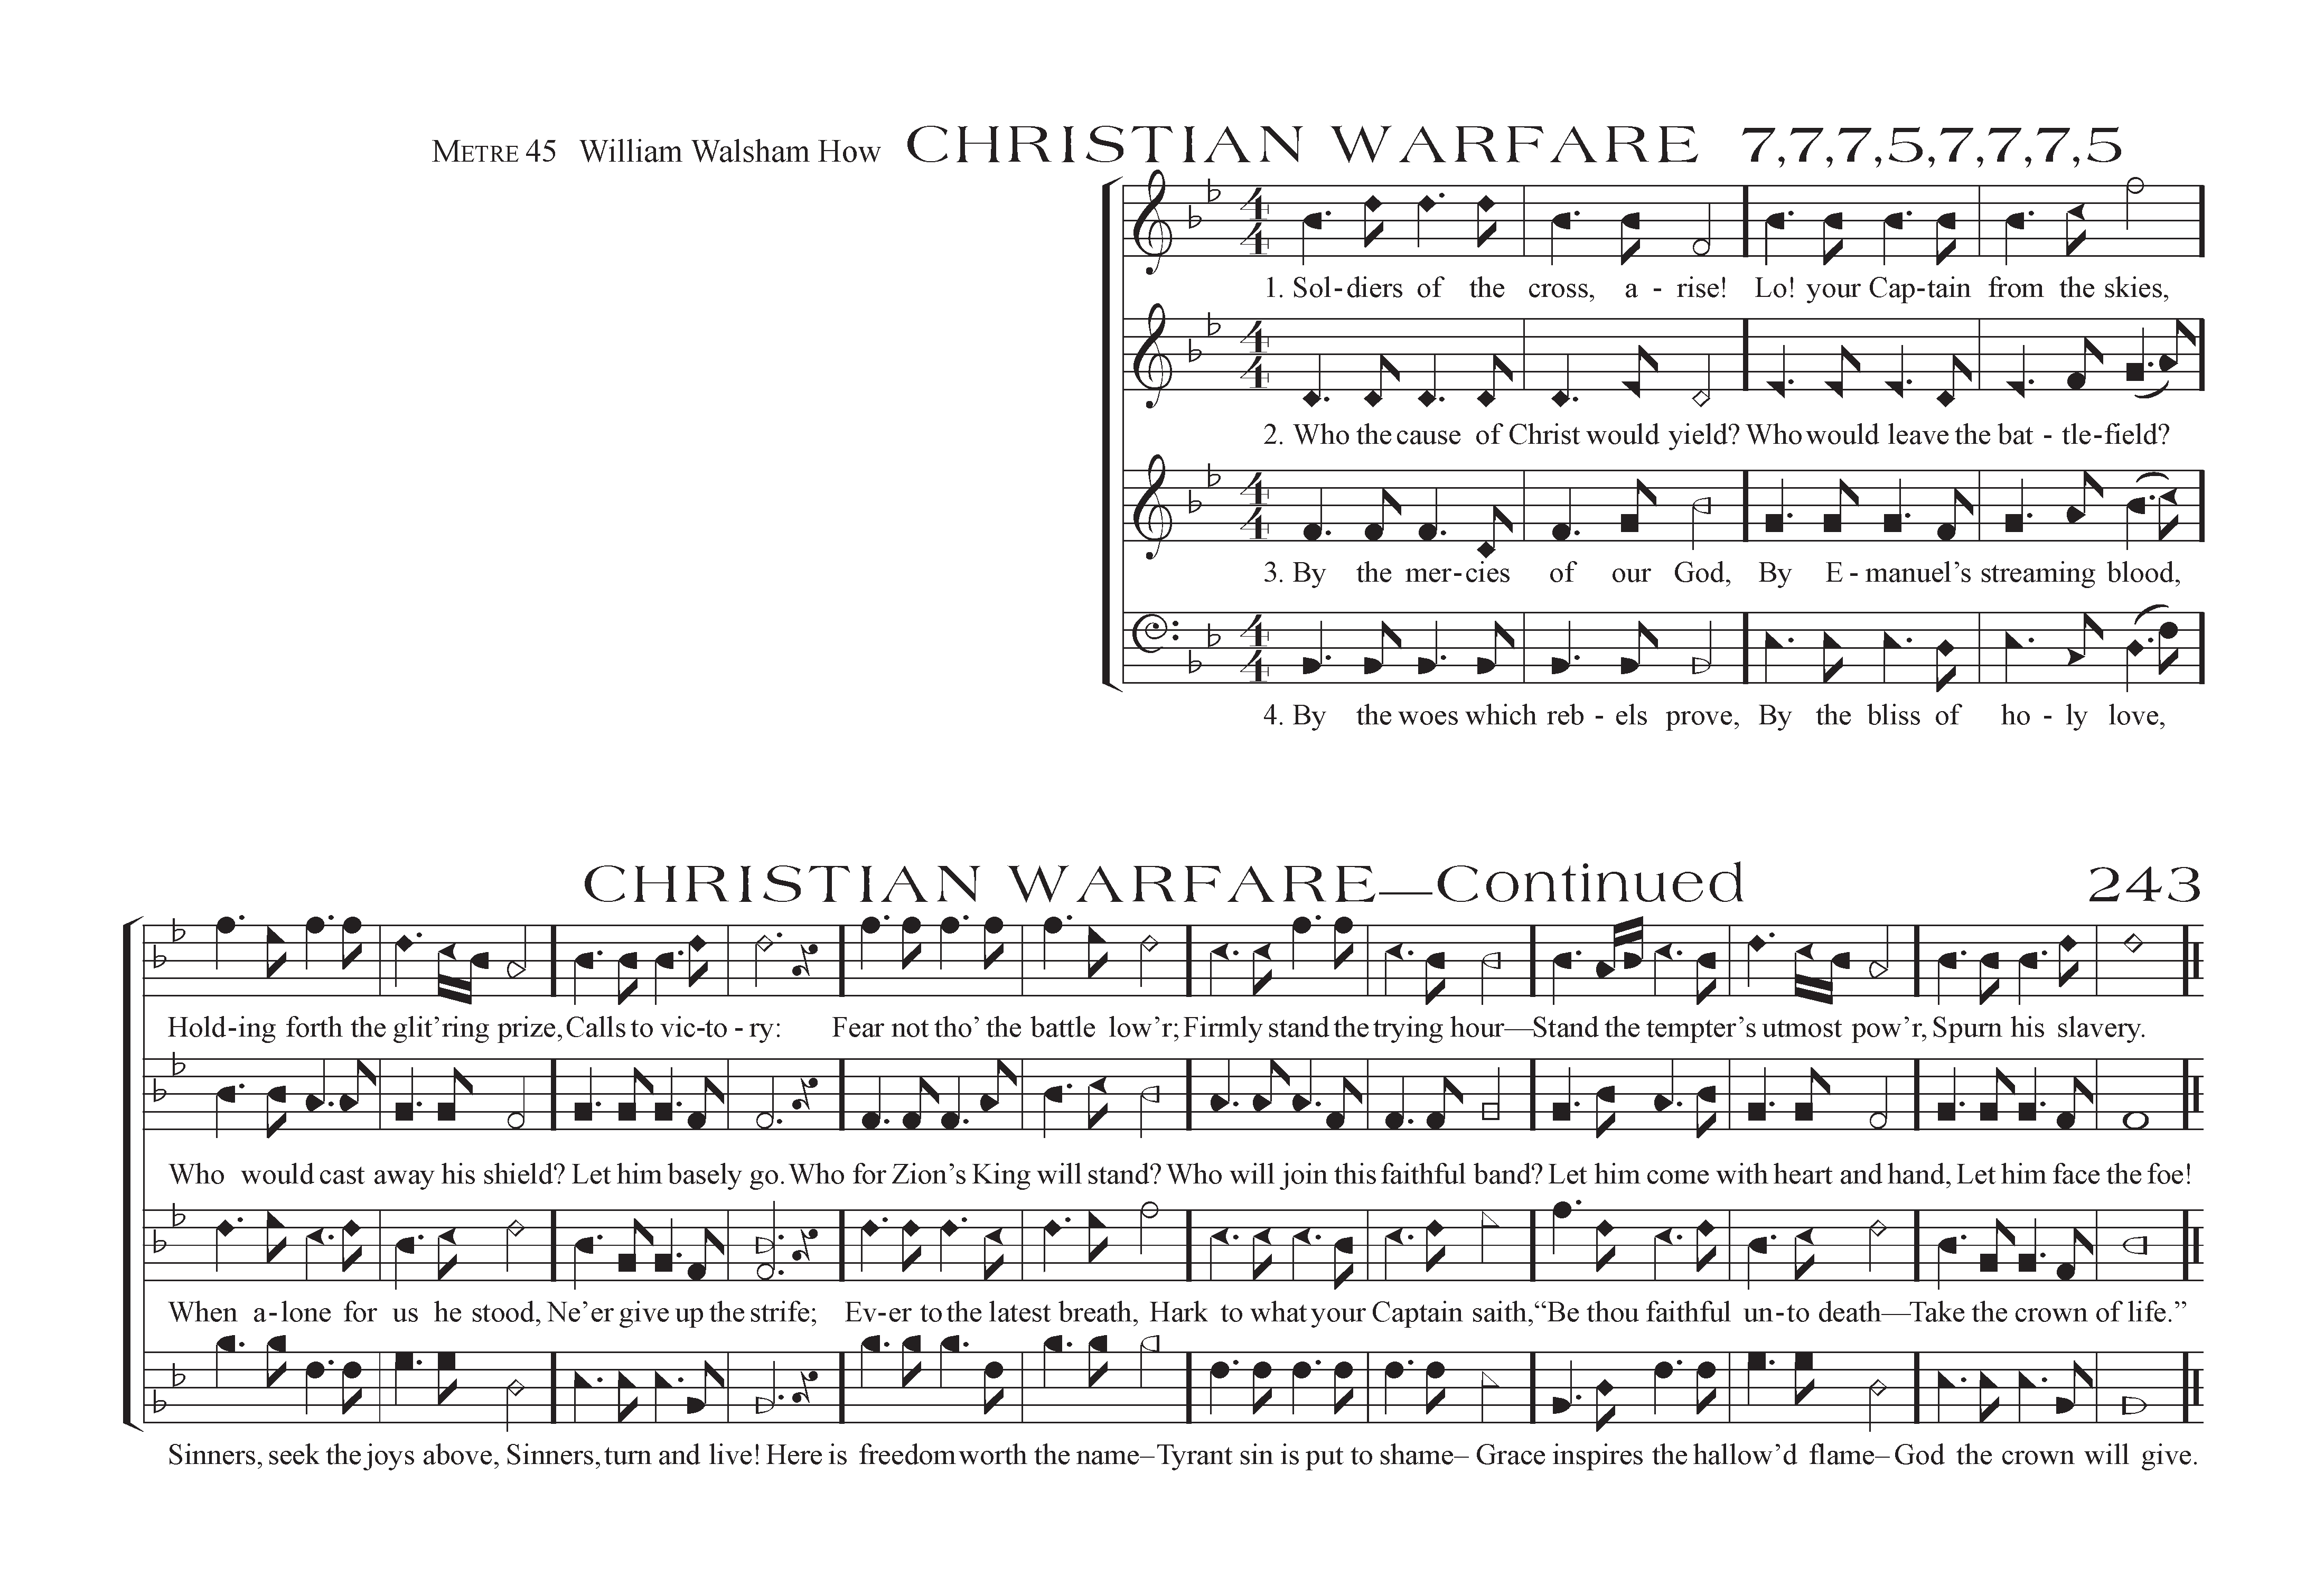 METRE 45 William Walsham How CHRISTIAN WARFARE 7,7,7,5,7,7,7,5
4 4
1. Sol-diers of the cross, a - rise! Lo! your Cap-tain from the skies,
4 4
2. Who the cause of Christ would yield? Who would leave the bat - tle-field?
4 4
3. By the mer-cies of our God, By E - manuel’s streaming blood,
4 4
4. By the woes which reb - els prove, By the bliss of ho - ly love,
CHRISTIAN WARFARE—Continued 243
Hold-ing forth the glit’ring prize, Calls to vic-to - ry: Fear not tho’ the battle low’r; Firmly stand the trying hour—Stand the tempter’s utmost pow’r, Spurn his slavery.
Who would cast away his shield? Let him basely go. Who for Zion’s King will stand? Who will join this faithful band? Let him come with heart and hand, Let him face the foe!
When a-lone for us he stood, Ne’er give up the strife; Ev-er to the latest breath, Hark to what your Captain saith, “Be thou faithful un-to death—Take the crown of life.”
Sinners, seek the joys above, Sinners, turn and live! Here is freedom worth the name–Tyrant sin is put to shame– Grace inspires the hallow’d flame–God the crown will give.